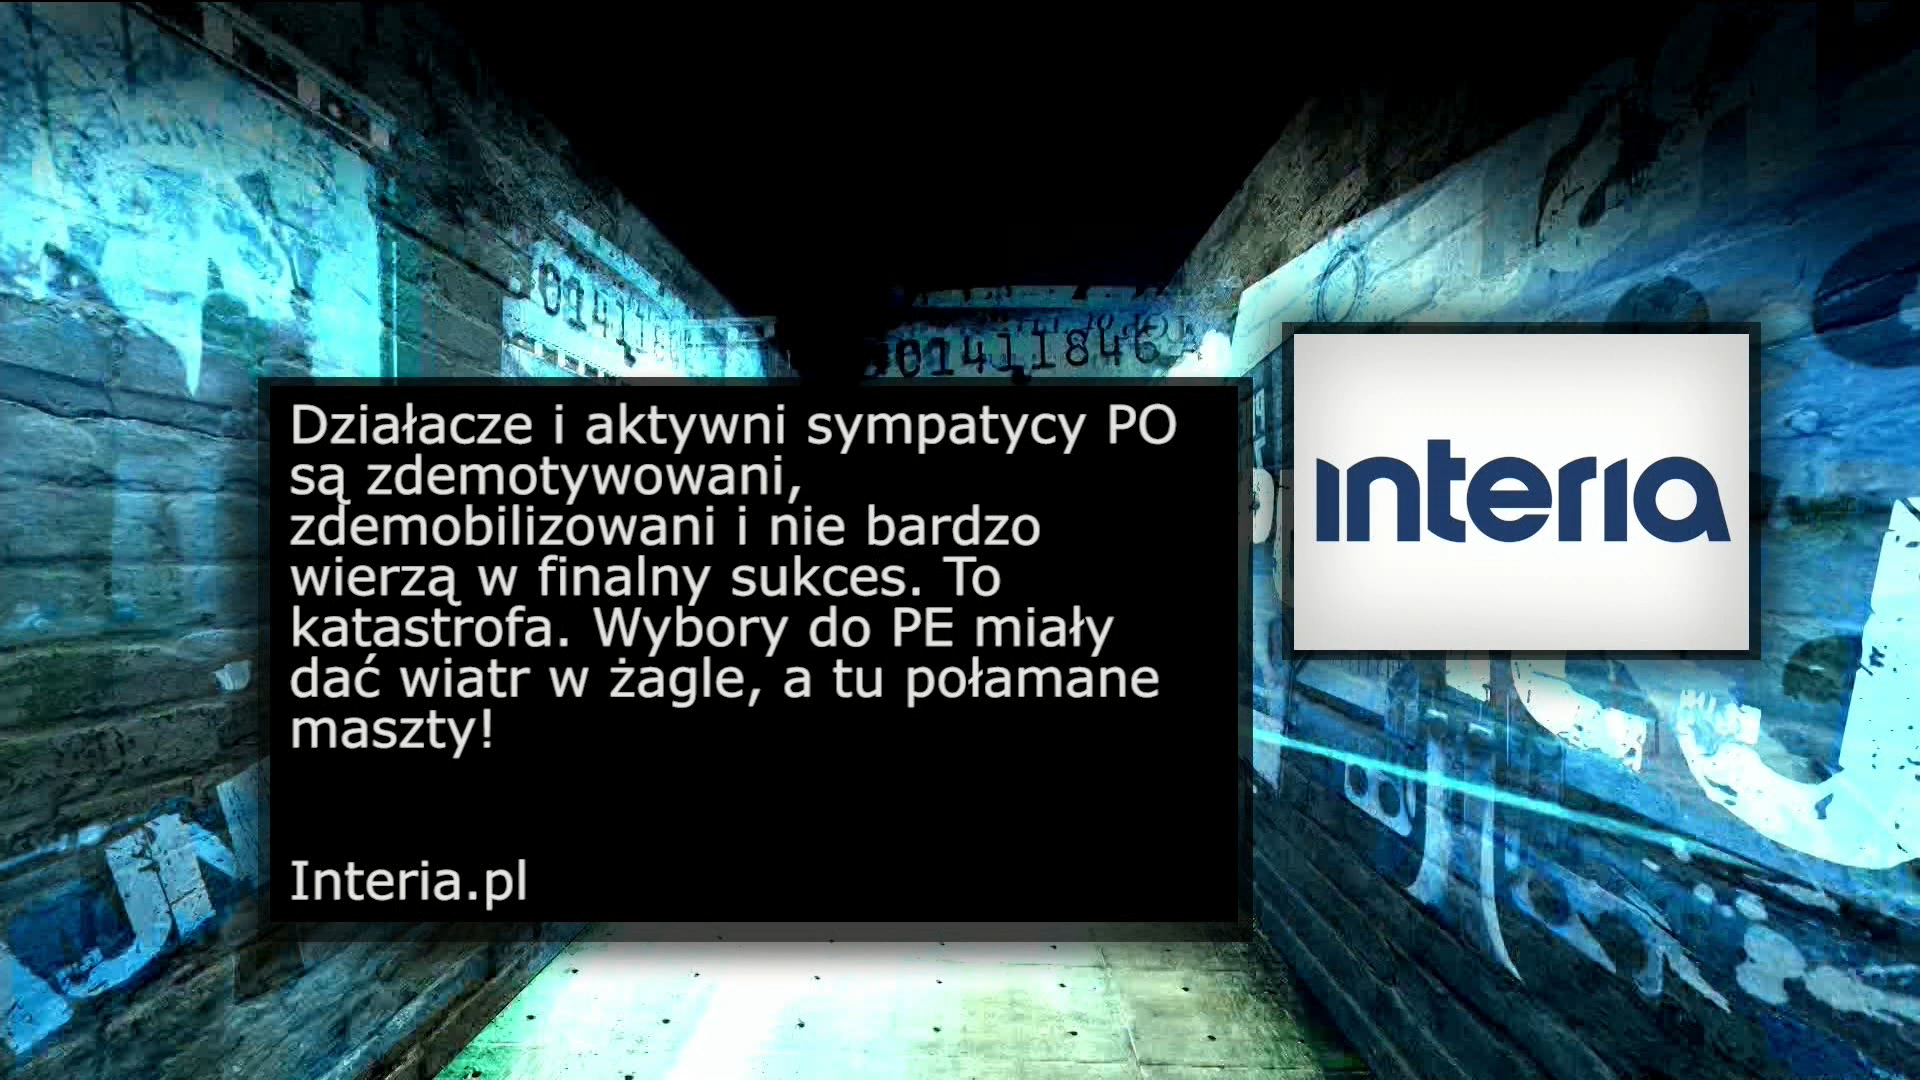 01411846
Działacze i aktywni sympatycy PO
są zdemotywowani,
zdemobilizowani i nie bardzo
wierzą w finalny sukces. To
katastrofa. Wybory do PE miały
dać wiatr w żagle, a tu połamane
maszty!
Interia.pl
interia